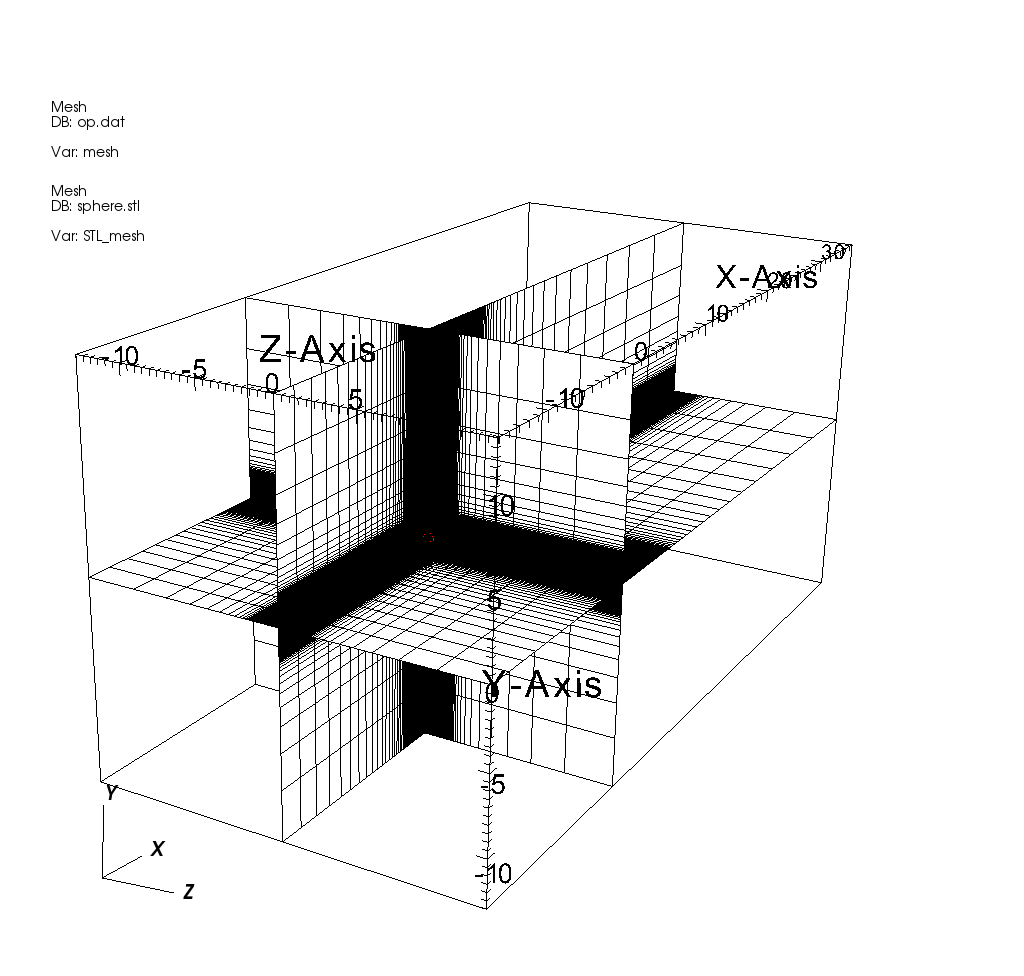 Mesh
DB: op.dat
Var: mesh
Mesh
DB: sphere.stl
Var: STL_mesh
30
X-Axis
20
10
0
-10
Z-Axis
-10
-5
0
5
10
5
Y-Axis
0
-5
-10
Y
X
Z